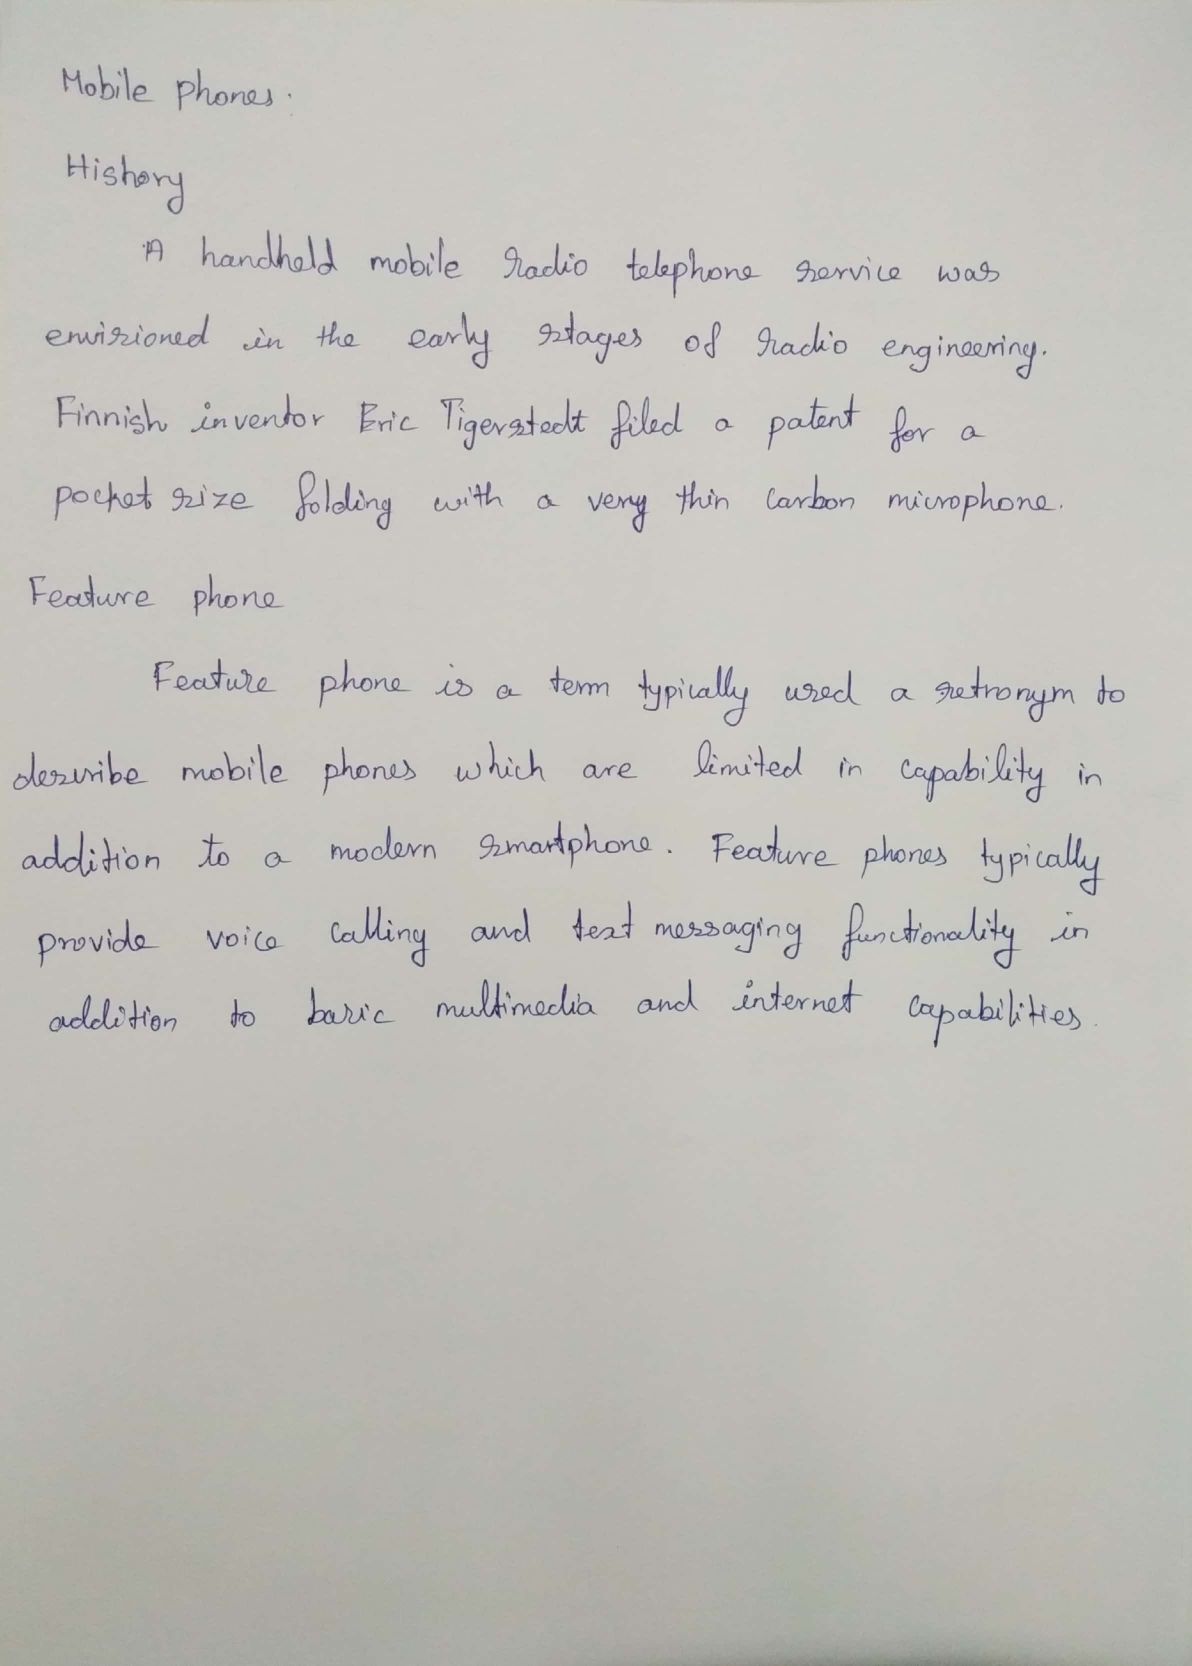 Mobile phones.
History
A handheld mobile radio telephone service was
envisioned in the early stages of radio engineering.
Finnish inventor Eric Tigerstedt filed a patent for a
pocket size folding with a very thin carbon microphone.
Feature phone
Feature phone is a term typically used a retronym to
describe mobile phones which are limited in capability in
addition to a modern smartphone. Feature phones typically
provide voice calling and text messaging functionality in
addition to basic multimedia and internet capabilities.